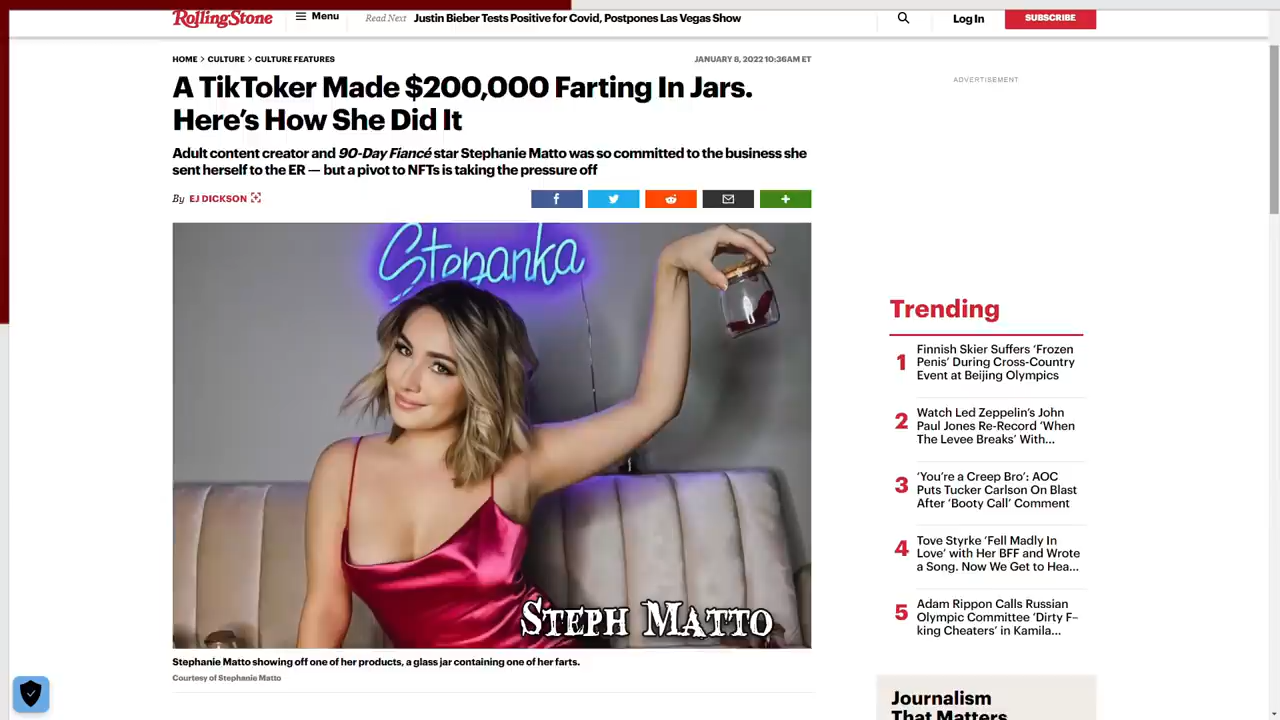 RollingStone
Menu
Read Next Justin Bieber Tests Positive for Covid, Postpones Las Vegas Show
Log In
SUBSCRIBE
HOME > CULTURE > CULTURE FEATURES
JANUARY 8, 2022 10:36AM ET
A TikToker Made $200,000 Farting In Jars.
Here's How She Did It
Adult content creator and 90-Day Fiancé star Stephanie Matto was so committed to the business she
sent herself to the ER — but a pivot to NFTs is taking the pressure off
By EJ DICKSON
Stepanka
STEPH MATTO
Stephanie Matto showing off one of her products, a glass jar containing one of her farts.
Courtesy of Stephanie Matto
ADVERTISEMENT
Trending
1 Finnish Skier Suffers 'Frozen
Penis' During Cross-Country
Event at Beijing Olympics
2 Watch Led Zeppelin's John
Paul Jones Re-Record 'When
The Levee Breaks' With...
3 'You're a Creep Bro': AOC
Puts Tucker Carlson On Blast
After 'Booty Call' Comment
4 Tove Styrke 'Fell Madly In
Love' with Her BFF and Wrote
a Song. Now We Get to Hea...
5 Adam Rippon Calls Russian
Olympic Committee 'Dirty F–
king Cheaters' in Kamila...
Journalism
That Matters